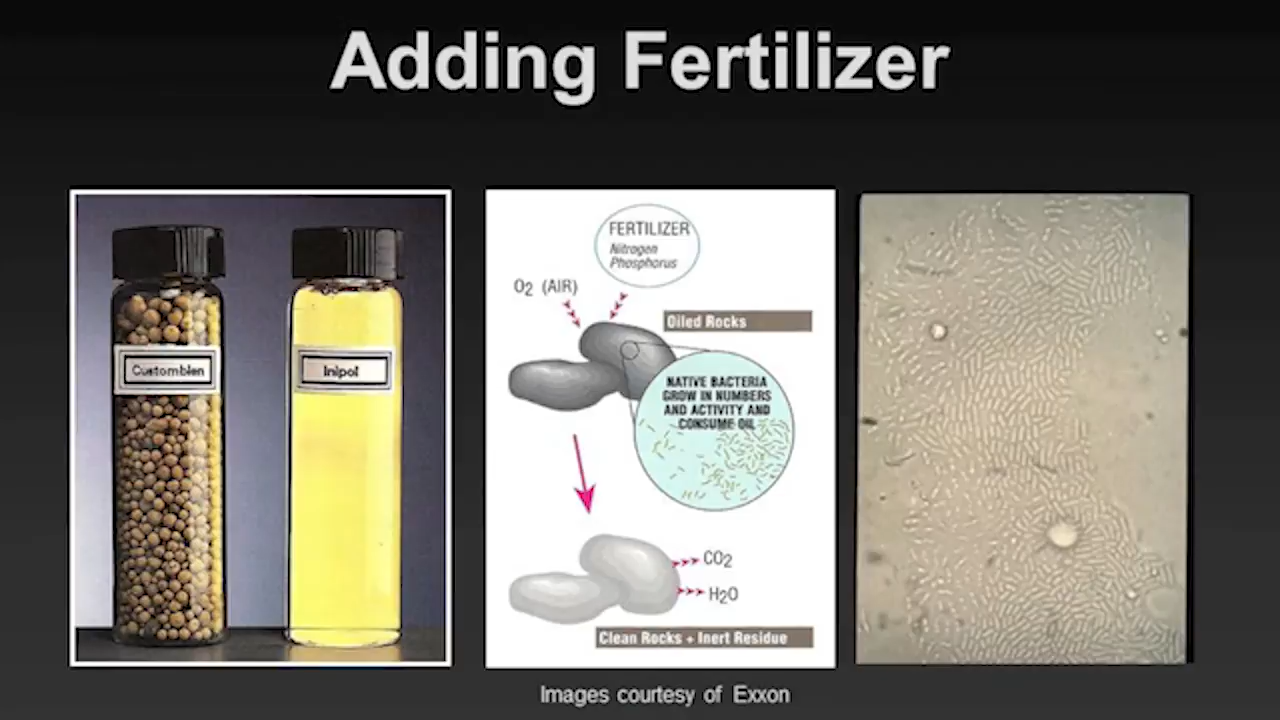 Adding Fertilizer
Customblen
Inipol
FERTILIZER
Nitrogen
Phosphorus
O2 (AIR)
Oiled Rocks
NATIVE BACTERIA
GROW IN NUMBERS
AND ACTIVITY AND
CONSUME OIL
CO2
H2O
Clean Rocks + Inert Residue
Images courtesy of Exxon